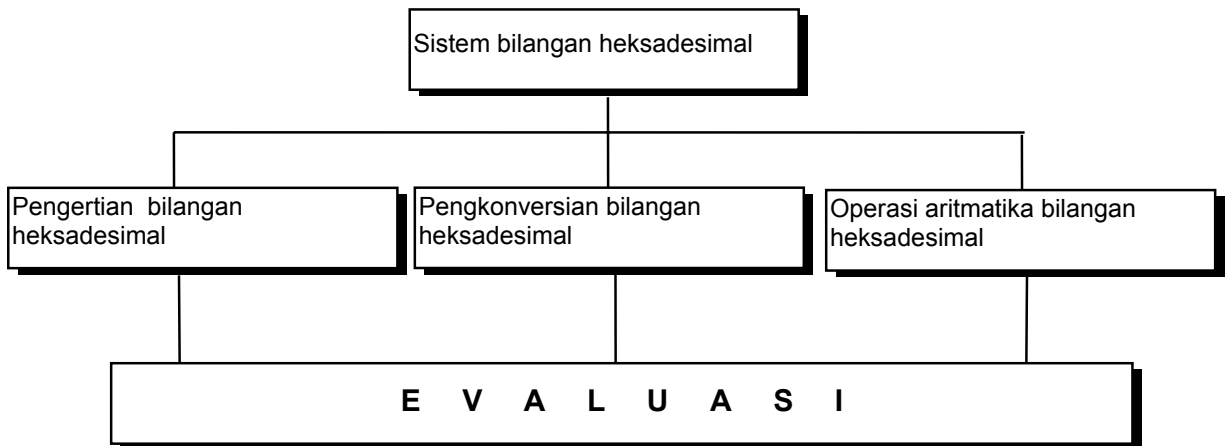 Sistem bilangan heksadesimal
Pengertian bilangan
heksadesimal
Pengkonversian bilangan
heksadesimal
Operasi aritmatika bilangan
heksadesimal
E V A L U A S I